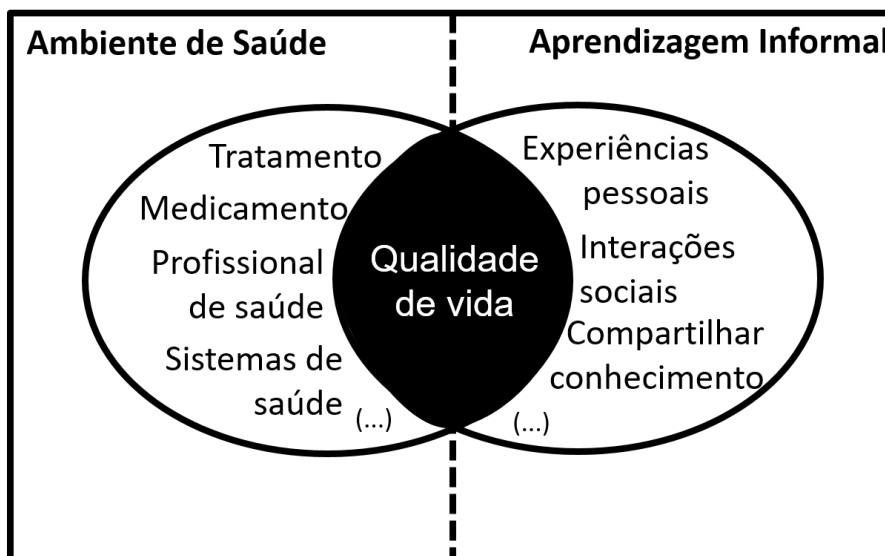 Ambiente de Saúde
Aprendizagem Informal
Tratamento
Medicamento
Profissional
de saúde
Sistemas de
saúde
(...)
Qualidade
de vida
Experiências
pessoais
Interações
sociais
Compartilhar
conhecimento
(...)